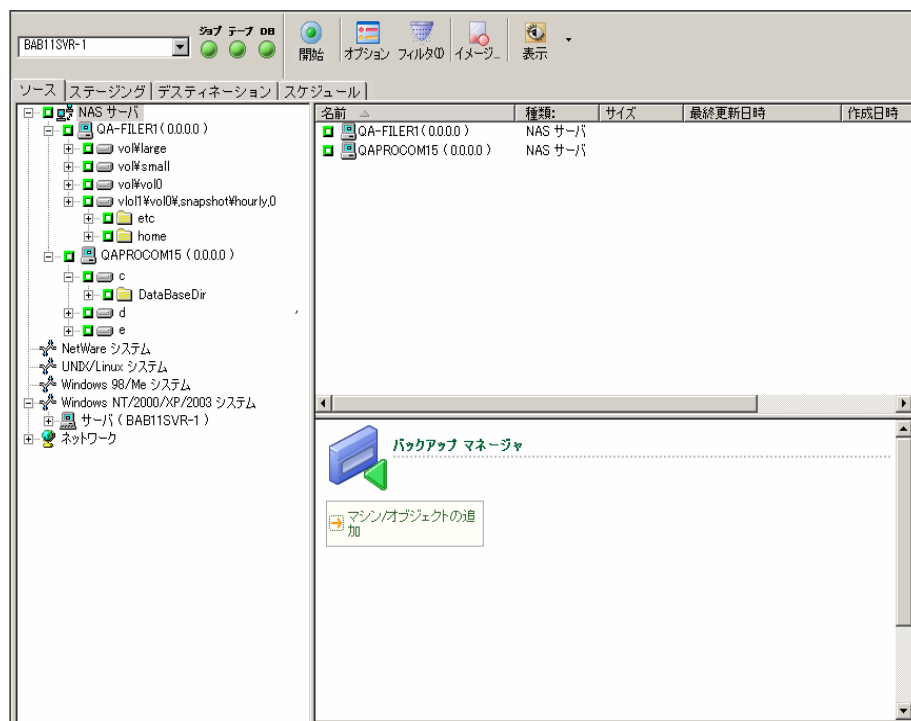 BAB11SVR-1
ジョブ テープ DB
開始
オプション
フィルタ(I)
イメージ...
表示
ソース
ステージング
デスティネーション
スケジュール
NAS サーバ
QA-FILER1(0.0.0.0)
vol¥large
vol¥small
vol¥vol0
vlol1¥vol0¥.snapshot¥hourly.0
etc
home
QAPROCOM15 (0.0.0.0)
c
DataBaseDir
d
e
NetWare システム
UNIX/Linux システム
Windows 98/Me システム
Windows NT/2000/XP/2003 システム
サーバ (BAB11SVR-1)
ネットワーク
名前 種類: サイズ 最終更新日時 作成日時
QA-FILER1(0.0.0.0) NAS サーバ
QAPROCOM15 (0.0.0.0) NAS サーバ
バックアップ マネージャ
マシン/オブジェクトの追
加